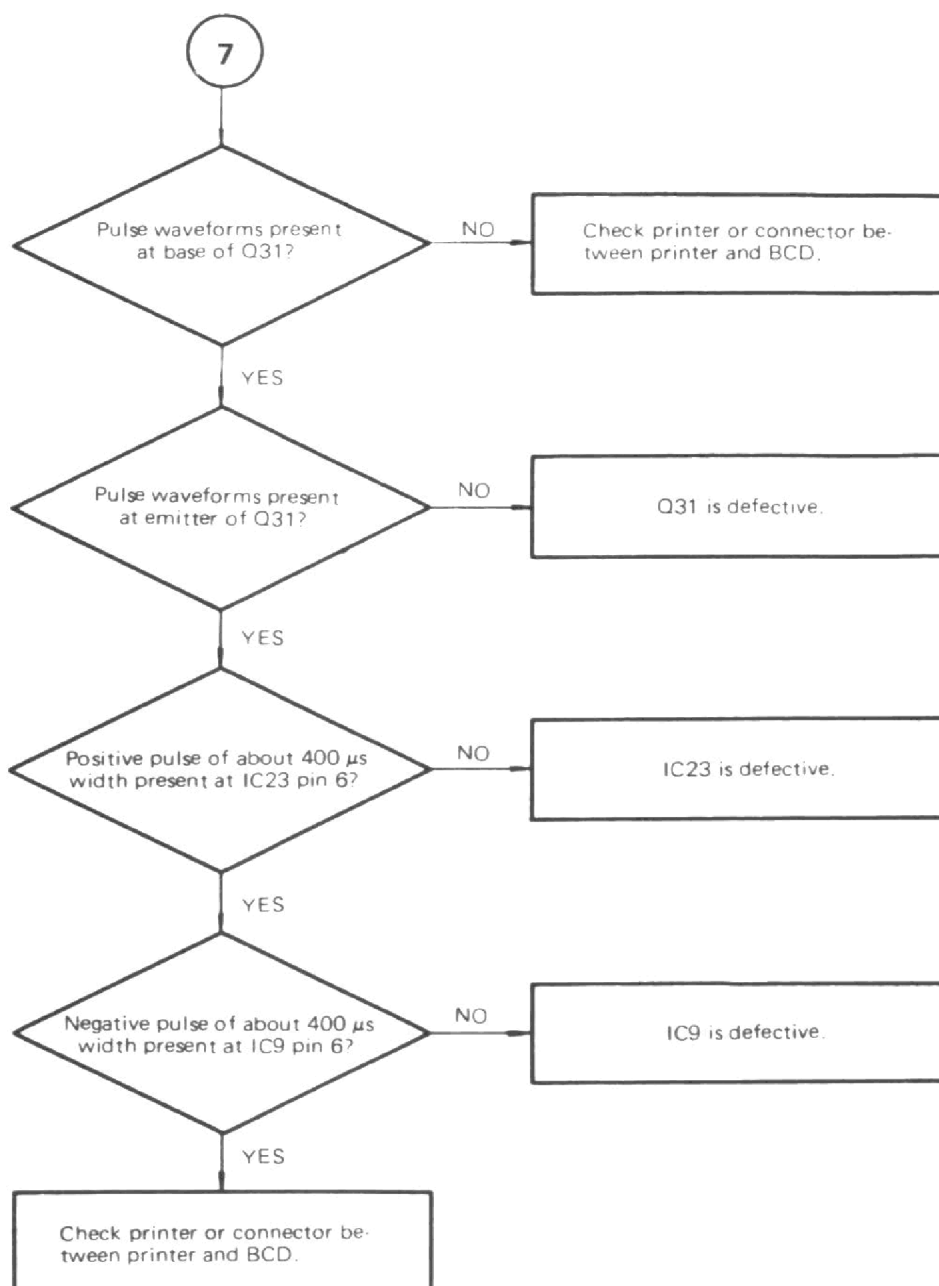 7
Pulse waveforms present
at base of Q31?
NO
Check printer or connector be-
tween printer and BCD.
YES
Pulse waveforms present
at emitter of Q31?
NO
Q31 is defective.
YES
Positive pulse of about 400 μs
width present at IC23 pin 6?
NO
IC23 is defective.
YES
Negative pulse of about 400 μs
width present at IC9 pin 6?
NO
IC9 is defective.
YES
Check printer or connector be-
tween printer and BCD.